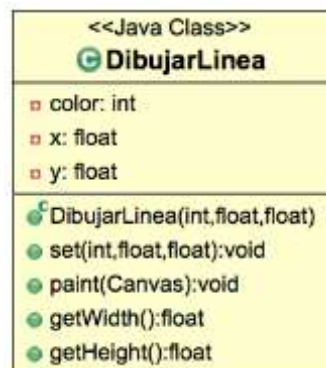 <<Java Class>>
DibujarLinea
color: int
x: float
y: float
DibujarLinea(int,float,float)
set(int,float,float):void
paint(Canvas):void
getWidth():float
getHeight():float